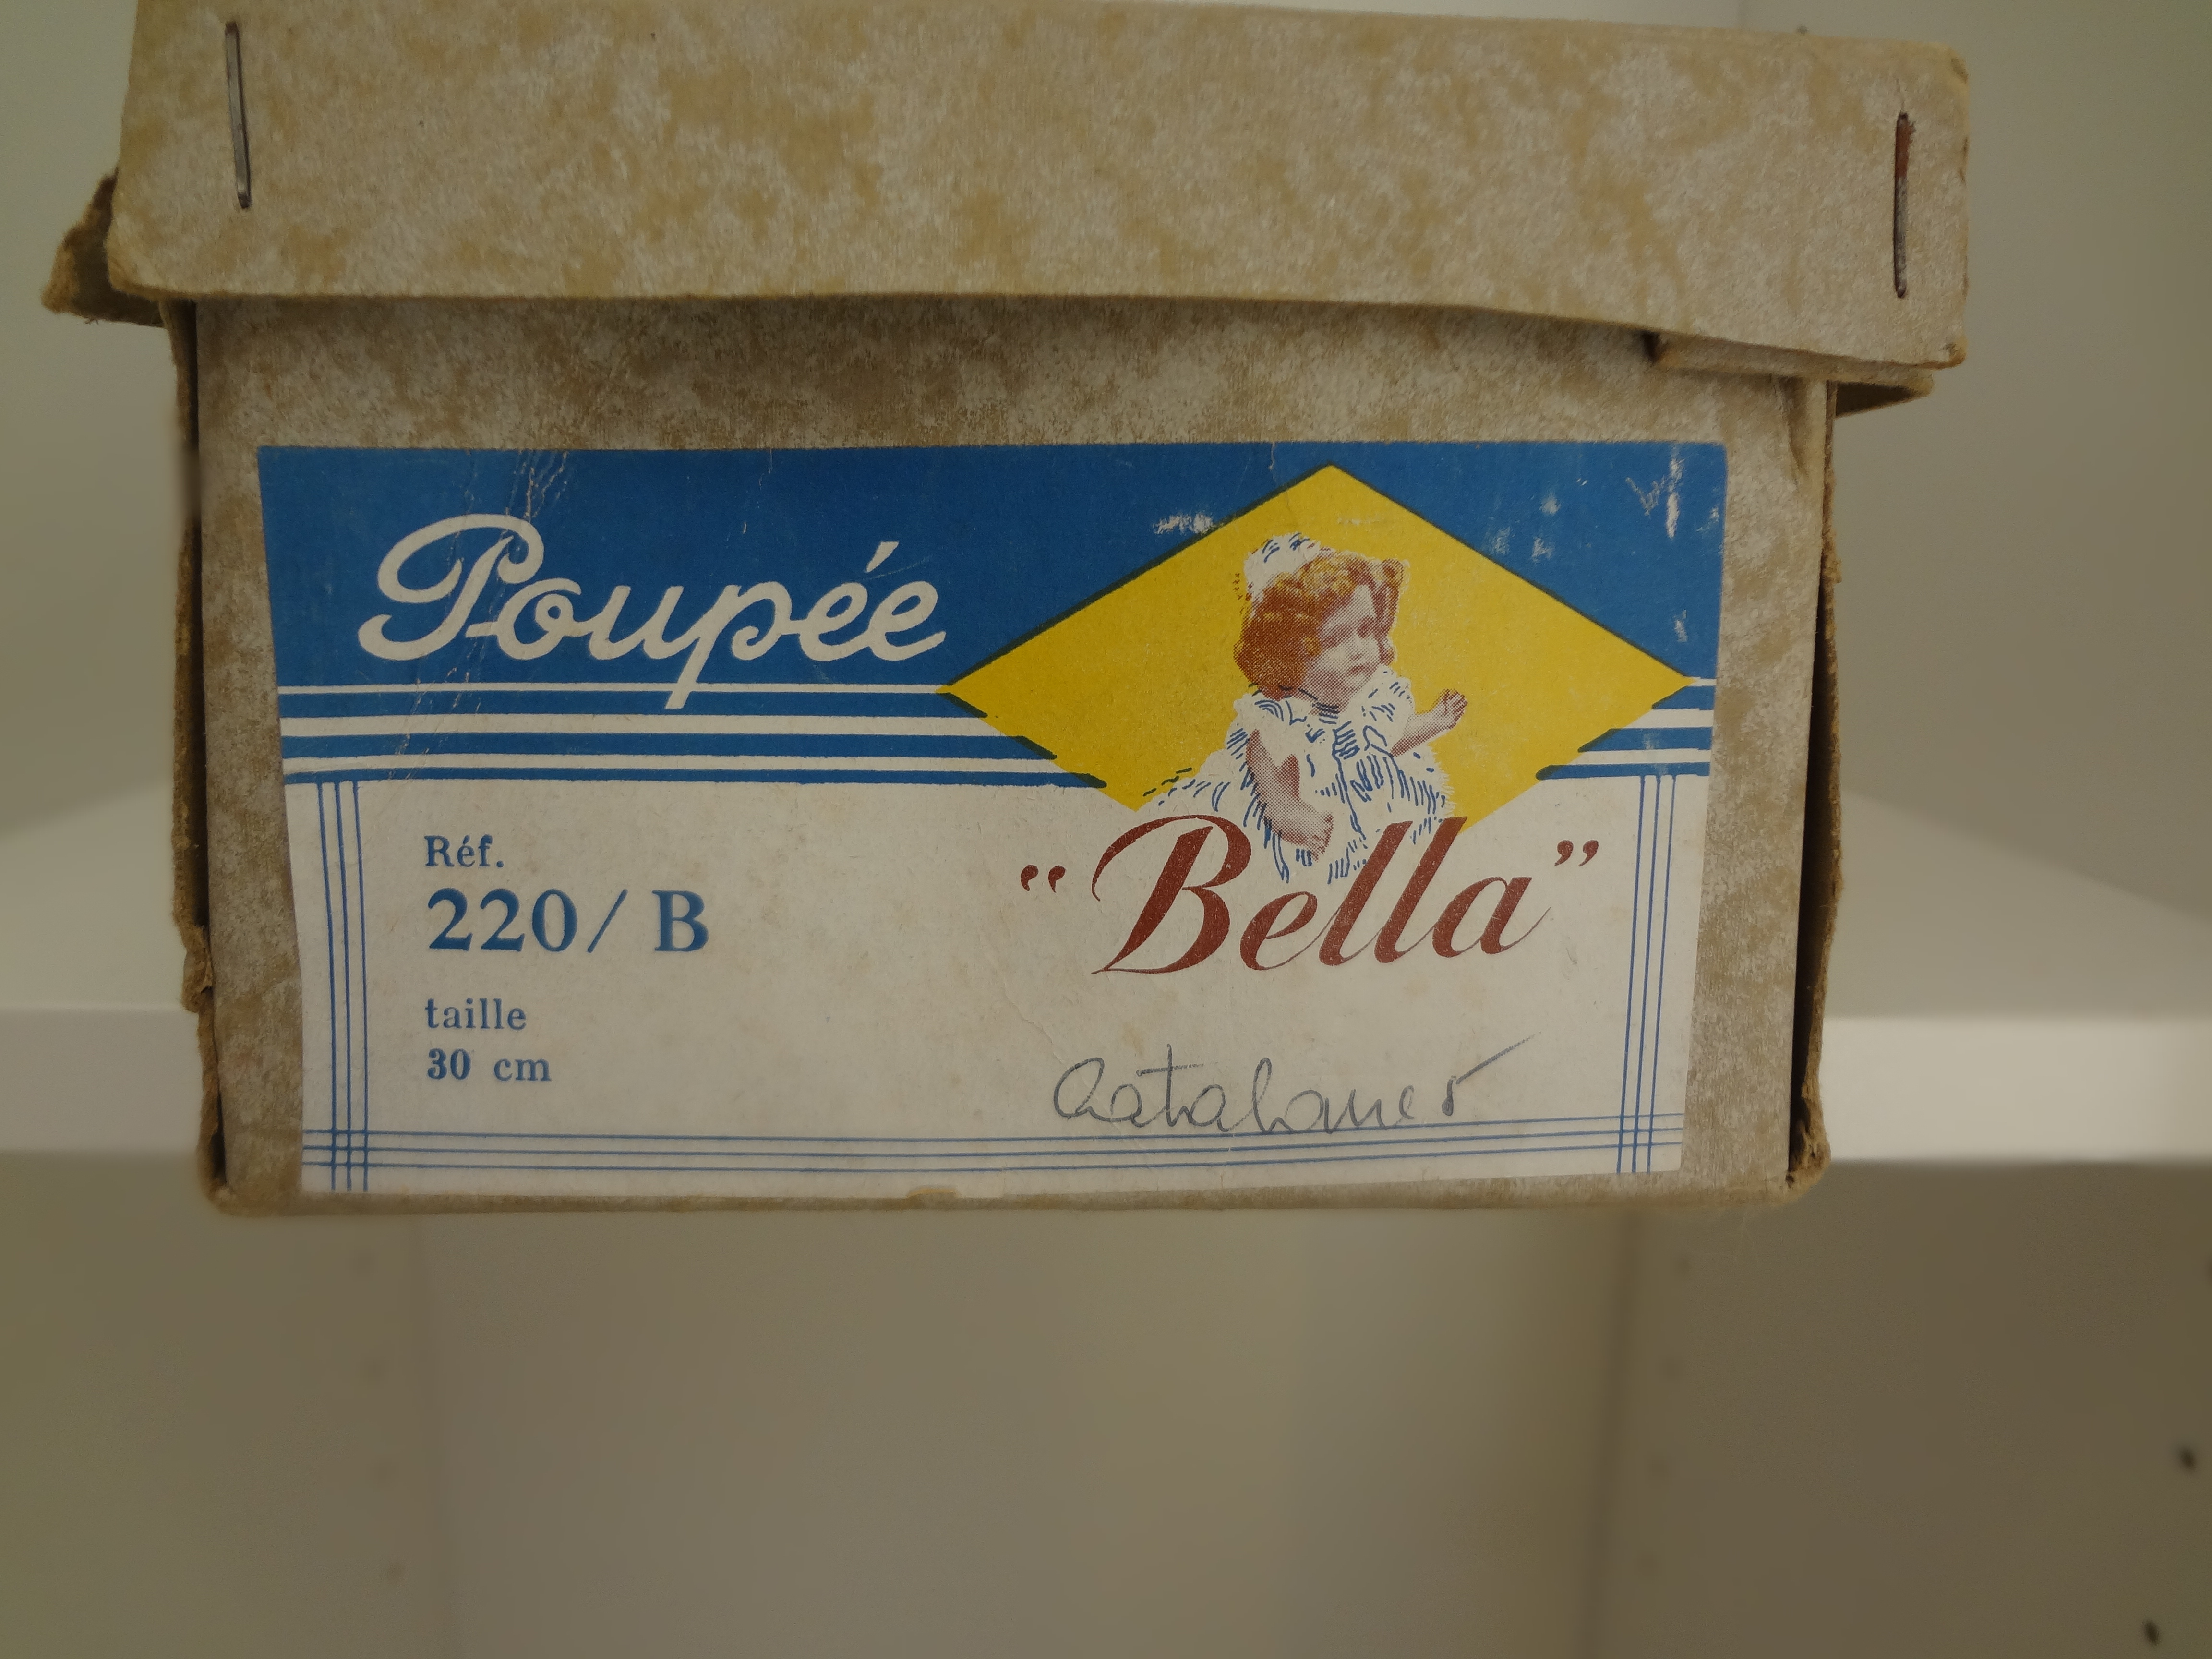 Poupée
Réf.
220/ B
“Bella”
taille
30 cm